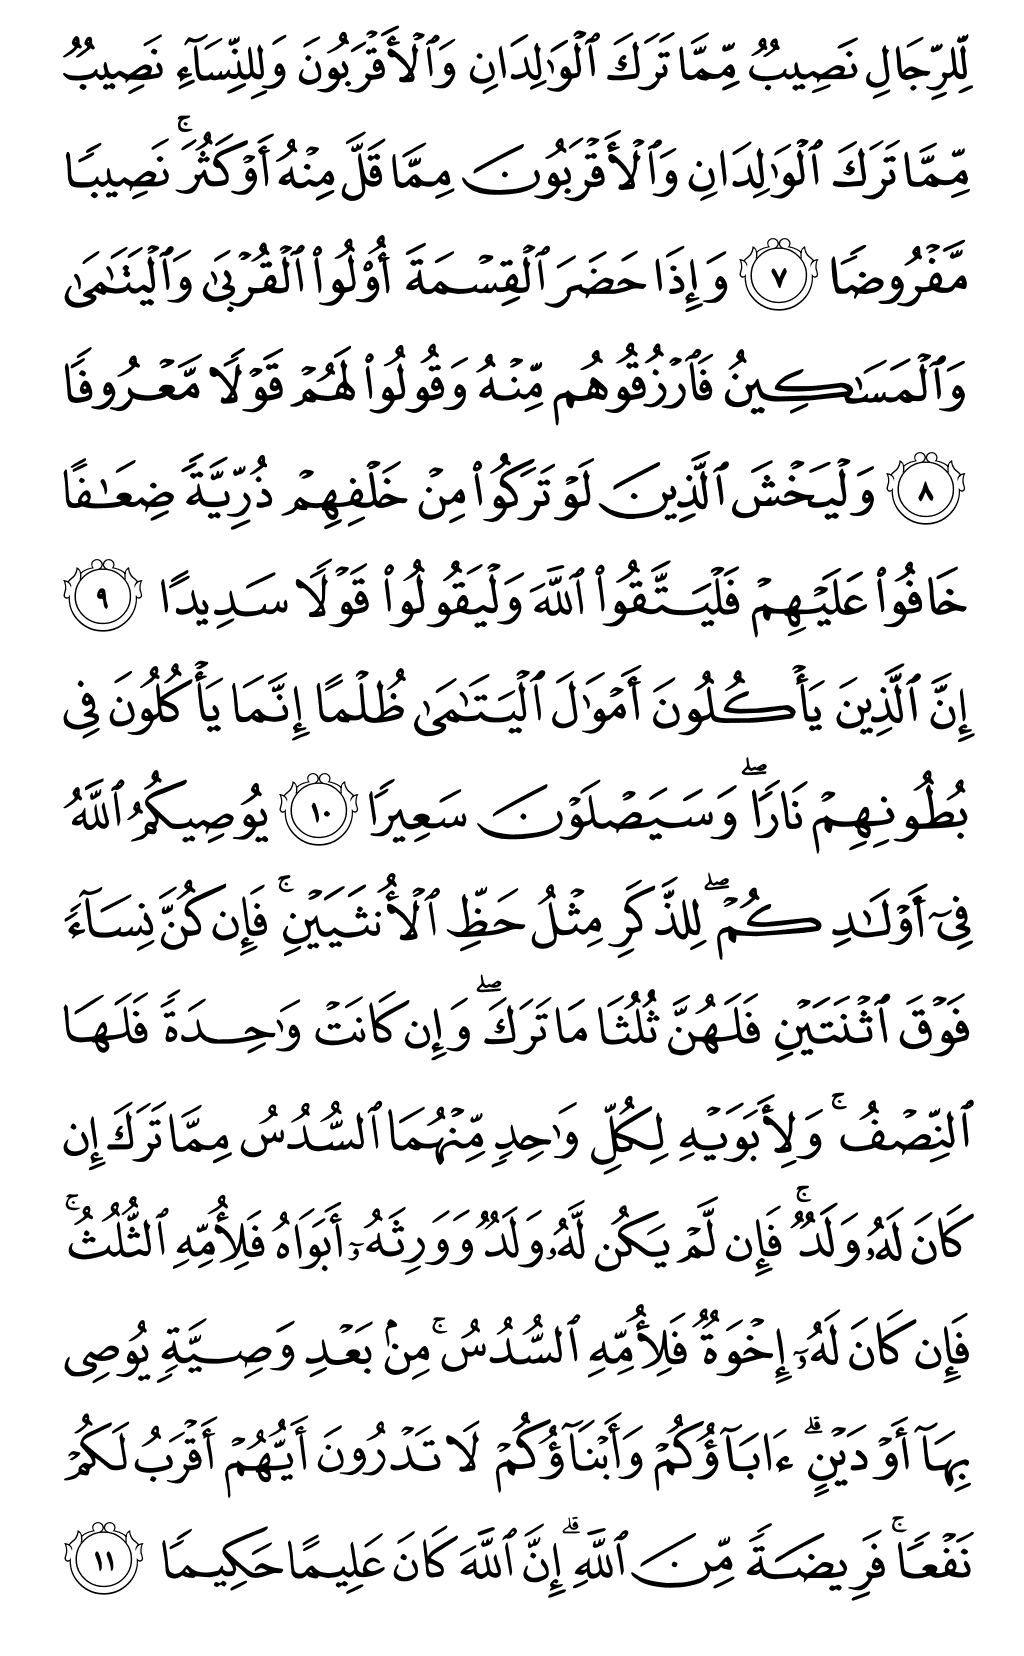 لِّلرِّجَالِ نَصِيبٌ مِّمَّا تَرَكَ ٱلْوَٰلِدَانِ وَٱلْأَقْرَبُونَ وَلِلنِّسَآءِ نَصِيبٌ
مِّمَّا تَرَكَ ٱلْوَٰلِدَانِ وَٱلْأَقْرَبُونَ مِمَّا قَلَّ مِنْهُ أَوْ كَثُرَ ۚ نَصِيبًا
مَّفْرُوضًا ٧ وَإِذَا حَضَرَ ٱلْقِسْمَةَ أُو۟لُوا۟ ٱلْقُرْبَىٰ وَٱلْيَتَٰمَىٰ
وَٱلْمَسَٰكِينُ فَٱرْزُقُوهُم مِّنْهُ وَقُولُوا۟ لَهُمْ قَوْلًا مَّعْرُوفًا
٨ وَلْيَخْشَ ٱلَّذِينَ لَوْ تَرَكُوا۟ مِنْ خَلْفِهِمْ ذُرِّيَّةً ضِعَٰفًا
خَافُوا۟ عَلَيْهِمْ فَلْيَتَّقُوا۟ ٱللَّهَ وَلْيَقُولُوا۟ قَوْلًا سَدِيدًا ٩
إِنَّ ٱلَّذِينَ يَأْكُلُونَ أَمْوَٰلَ ٱلْيَتَٰمَىٰ ظُلْمًا إِنَّمَا يَأْكُلُونَ فِى
بُطُونِهِمْ نَارًا ۖ وَسَيَصْلَوْنَ سَعِيرًا ١٠ يُوصِيكُمُ ٱللَّهُ
فِىٓ أَوْلَٰدِكُمْ ۖ لِلذَّكَرِ مِثْلُ حَظِّ ٱلْأُنثَيَيْنِ ۚ فَإِن كُنَّ نِسَآءً
فَوْقَ ٱثْنَتَيْنِ فَلَهُنَّ ثُلُثَا مَا تَرَكَ ۖ وَإِن كَانَتْ وَٰحِدَةً فَلَهَا
ٱلنِّصْفُ ۚ وَلِأَبَوَيْهِ لِكُلِّ وَٰحِدٍ مِّنْهُمَا ٱلسُّدُسُ مِمَّا تَرَكَ إِن
كَانَ لَهُۥ وَلَدٌ ۚ فَإِن لَّمْ يَكُن لَّهُۥ وَلَدٌ وَوَرِثَهُۥٓ أَبَوَاهُ فَلِأُمِّهِ ٱلثُّلُثُ ۚ
فَإِن كَانَ لَهُۥٓ إِخْوَةٌ فَلِأُمِّهِ ٱلسُّدُسُ ۚ مِنۢ بَعْدِ وَصِيَّةٍ يُوصِى
بِهَآ أَوْ دَيْنٍ ۗ ءَابَآؤُكُمْ وَأَبْنَآؤُكُمْ لَا تَدْرُونَ أَيُّهُمْ أَقْرَبُ لَكُمْ
نَفْعًا ۚ فَرِيضَةً مِّنَ ٱللَّهِ ۗ إِنَّ ٱللَّهَ كَانَ عَلِيمًا حَكِيمًا ١١